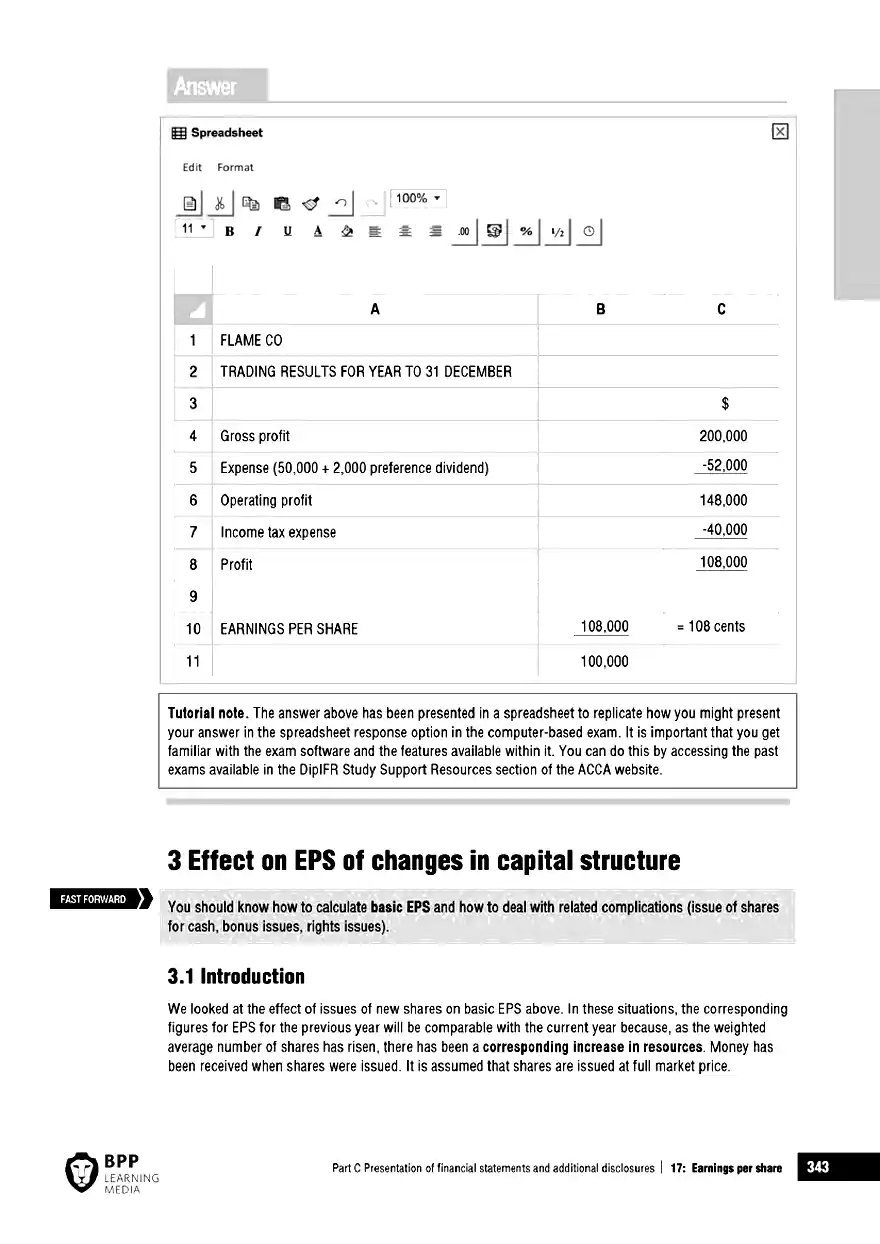 Answer
Spreadsheet
Edit Format
100%
11 B I U A .00 % 1/2
A B C
1 FLAME CO
2 TRADING RESULTS FOR YEAR TO 31 DECEMBER
3 $
4 Gross profit 200,000
5 Expense (50,000 + 2,000 preference dividend) -52,000
6 Operating profit 148,000
7 Income tax expense -40,000
8 Profit 108,000
9
10 EARNINGS PER SHARE 108,000 = 108 cents
11 100,000
Tutorial note. The answer above has been presented in a spreadsheet to replicate how you might present
your answer in the spreadsheet response option in the computer-based exam. It is important that you get
familiar with the exam software and the features available within it. You can do this by accessing the past
exams available in the DipIFR Study Support Resources section of the ACCA website.
3 Effect on EPS of changes in capital structure
FAST FORWARD
You should know how to calculate basic EPS and how to deal with related complications (issue of shares
for cash, bonus issues, rights issues).
3.1 Introduction
We looked at the effect of issues of new shares on basic EPS above. In these situations, the corresponding
figures for EPS for the previous year will be comparable with the current year because, as the weighted
average number of shares has risen, there has been a corresponding increase in resources. Money has
been received when shares were issued. It is assumed that shares are issued at full market price.
BPP
LEARNING
MEDIA
Part C Presentation of financial statements and additional disclosures | 17: Earnings per share 343